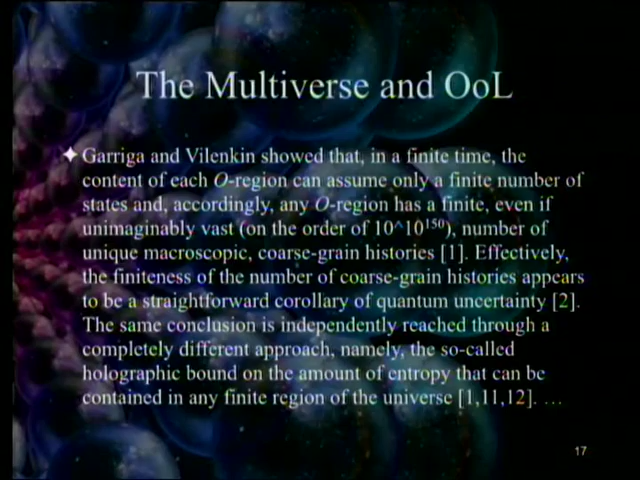 The Multiverse and OoL
Garriga and Vilenkin showed that, in a finite time, the
content of each O-region can assume only a finite number of
states and, accordingly, any O-region has a finite, even if
unimaginably vast (on the order of 10^10¹⁵⁰), number of
unique macroscopic, coarse-grain histories [1]. Effectively,
the finiteness of the number of coarse-grain histories appears
to be a straightforward corollary of quantum uncertainty [2].
The same conclusion is independently reached through a
completely different approach, namely, the so-called
holographic bound on the amount of entropy that can be
contained in any finite region of the universe [1,11,12]. …
17